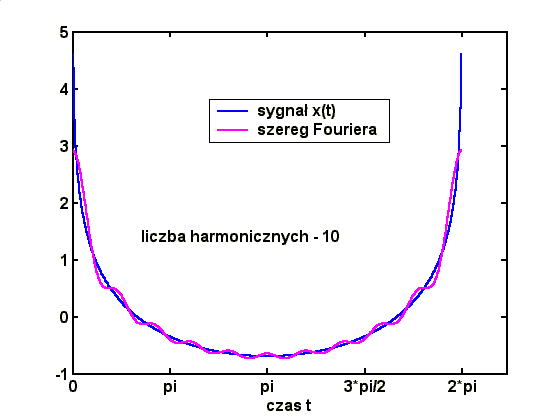 5
4
3
2
1
0
-1
sygnał x(t)
szereg Fouriera
liczba harmonicznych - 10
0 pi pi 3*pi/2 2*pi
czas t